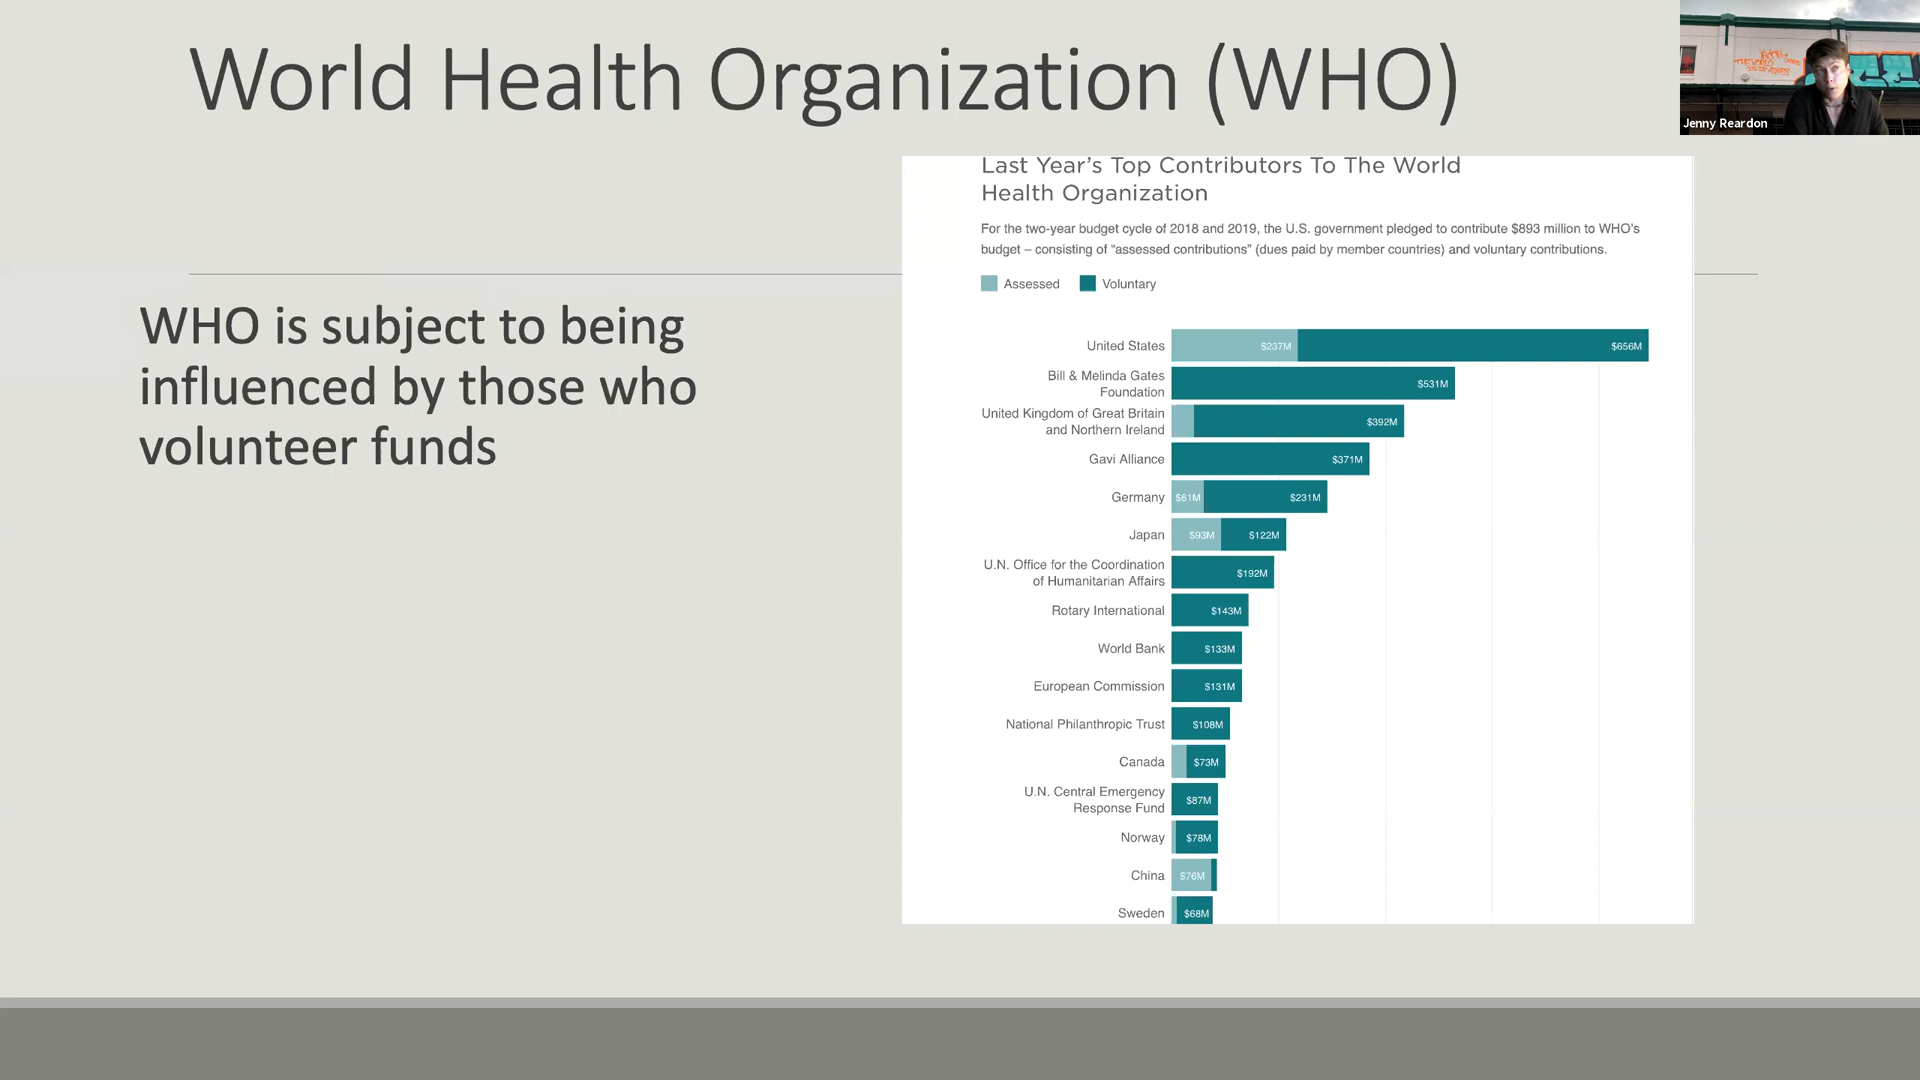 World Health Organization (WHO)
Jenny Reardon
WHO is subject to being
influenced by those who
volunteer funds
Last Year’s Top Contributors To The World
Health Organization
For the two-year budget cycle of 2018 and 2019, the U.S. government pledged to contribute $893 million to WHO’s
budget – consisting of “assessed contributions” (dues paid by member countries) and voluntary contributions.
Assessed Voluntary
United States $237M $656M
Bill & Melinda Gates
Foundation $531M
United Kingdom of Great Britain
and Northern Ireland $392M
Gavi Alliance $371M
Germany $61M $231M
Japan $93M $122M
U.N. Office for the Coordination
of Humanitarian Affairs $192M
Rotary International $143M
World Bank $133M
European Commission $131M
National Philanthropic Trust $108M
Canada $73M
U.N. Central Emergency
Response Fund $87M
Norway $78M
China $76M
Sweden $68M